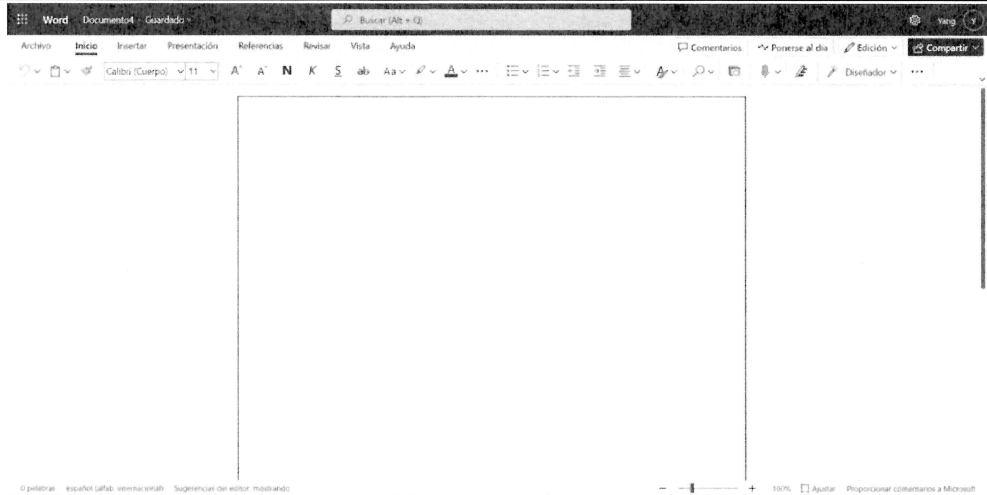 Word Documento4 - Guardado
Buscar (Alt + Q)
Yang Y
Archivo Inicio Insertar Presentación Referencias Revisar Vista Ayuda
Comentarios Ponerse al día Edición Compartir
Calibri (Cuerpo) 11 A^ A˅ N K S ab Aa A ... Diseñador ...
0 palabras español (alfab. internacional) Sugerencias del editor: mostrando
- + 100% Ajustar Proporcionar comentarios a Microsoft